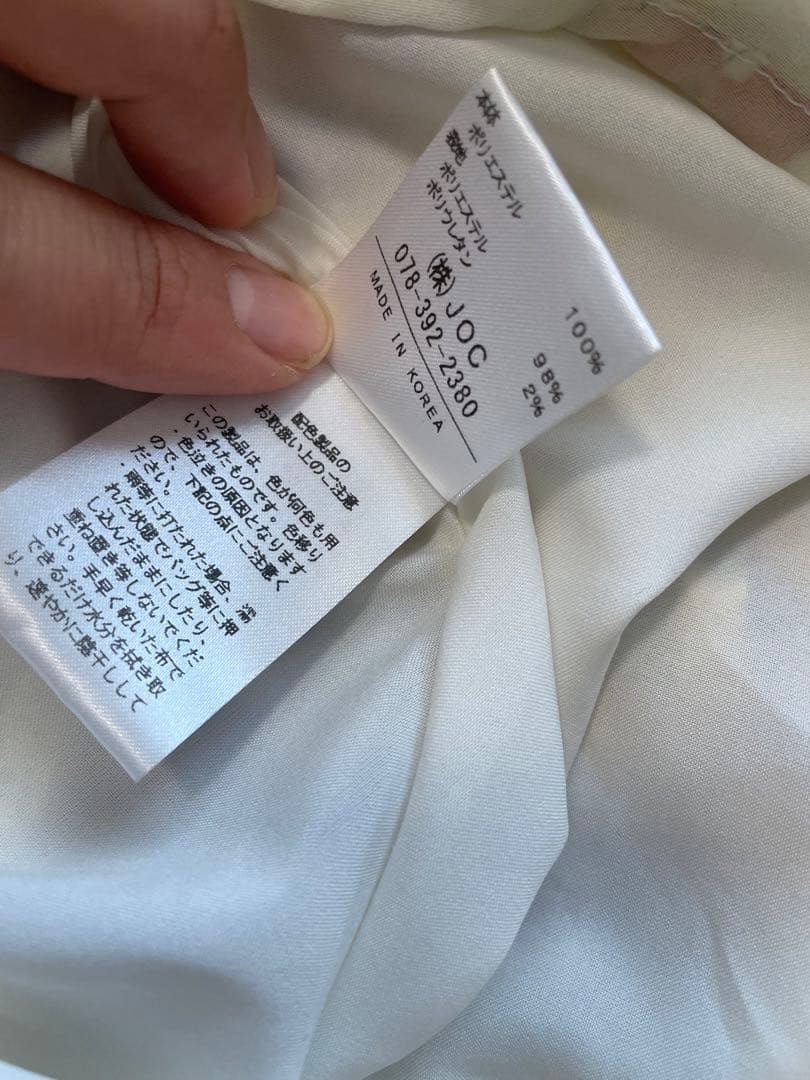 本体
ポリエステル 100%
表地
ポリエステル 98%
ポリウレタン 2%
(株)JOC
078-392-2380
MADE IN KOREA
配色製品の
お取扱い上のご注意
この製品は、色が何色も用
いられたものです。色移り
、色泣きの原因となります
ので、下記の点にご注意く
ださい。
・雨等に打たれた場合、濡
れた状態でバッグ等に押
し込んだままにしたり、
重ね置き等しないでくだ
さい。手早く乾いた布で
できるだけ水分を拭き取
り、速やかに陰干しして